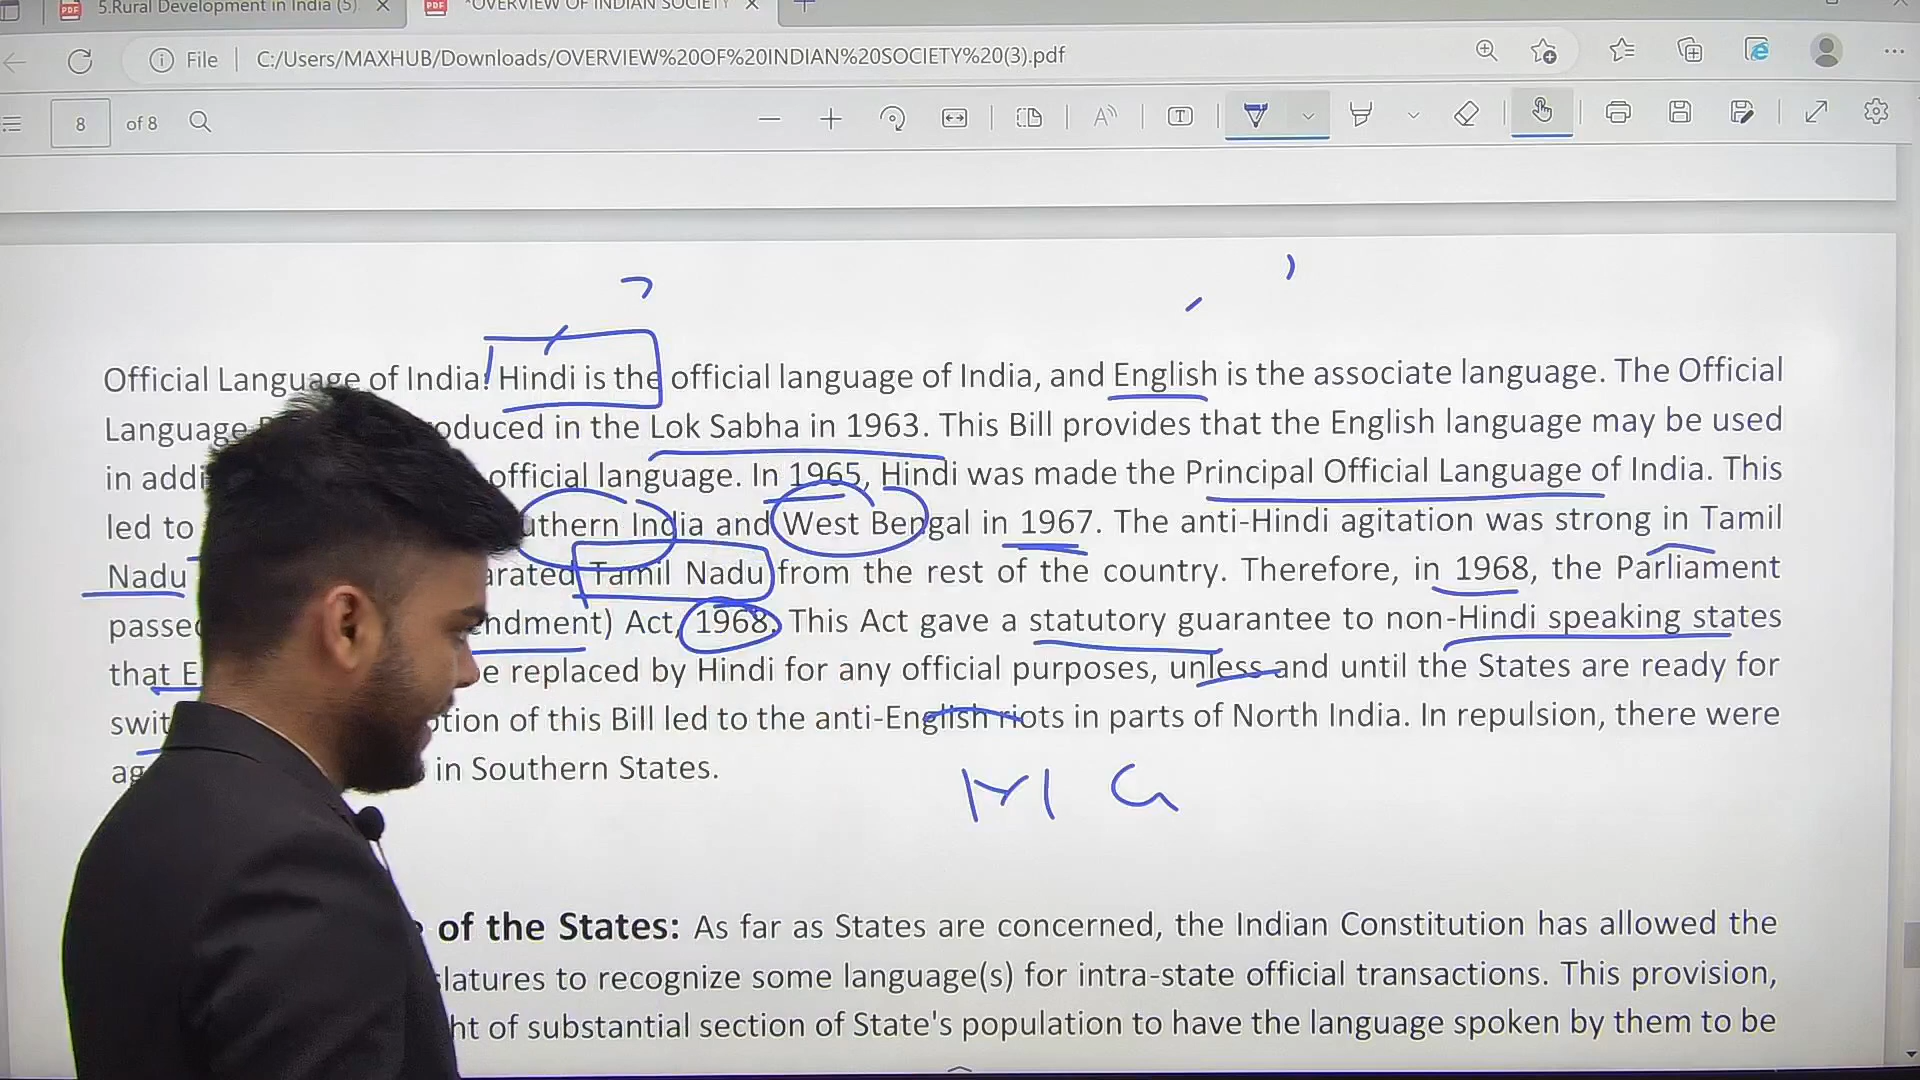 5.Rural Development in India (5).
*OVERVIEW OF INDIAN SOCIETY
File C:/Users/MAXHUB/Downloads/OVERVIEW%20OF%20INDIAN%20SOCIETY%20(3).pdf
8 of 8
Official Language of India: Hindi is the official language of India, and English is the associate language. The Official
Language oduced in the Lok Sabha in 1963. This Bill provides that the English language may be used
in addi official language. In 1965, Hindi was made the Principal Official Language of India. This
led to uthern India and West Bengal in 1967. The anti-Hindi agitation was strong in Tamil
Nadu arated Tamil Nadu from the rest of the country. Therefore, in 1968, the Parliament
passed ndment) Act, 1968. This Act gave a statutory guarantee to non-Hindi speaking states
that E be replaced by Hindi for any official purposes, unless and until the States are ready for
swit tion of this Bill led to the anti-English riots in parts of North India. In repulsion, there were
ag in Southern States.
of the States: As far as States are concerned, the Indian Constitution has allowed the
latures to recognize some language(s) for intra-state official transactions. This provision,
ht of substantial section of State's population to have the language spoken by them to be